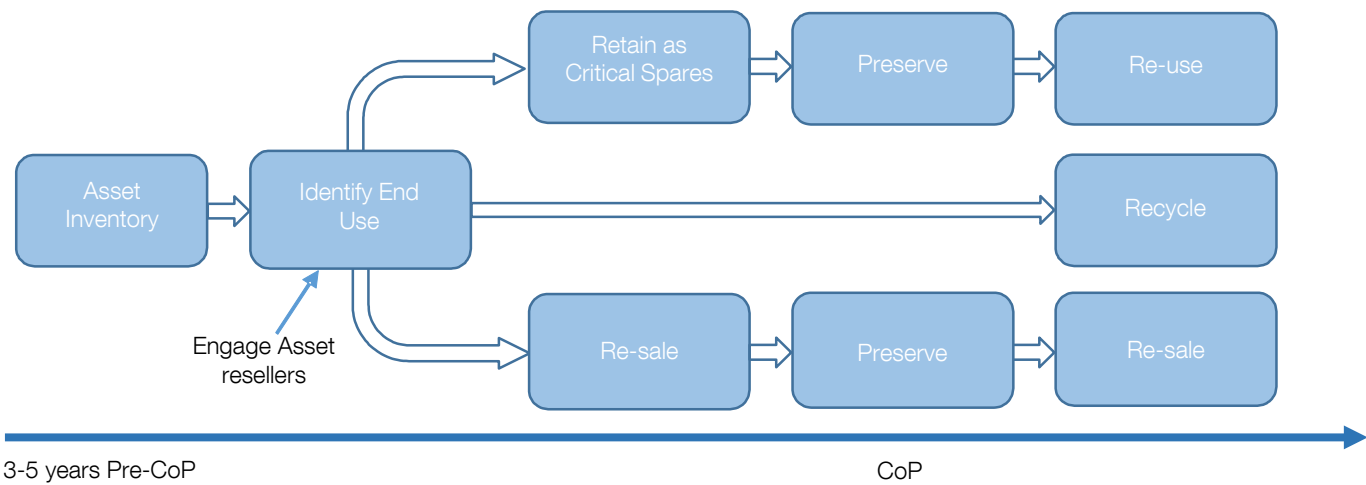 Retain as
Critical Spares
Preserve
Re-use
Asset
Inventory
Identify End
Use
Recycle
Engage Asset
resellers
Re-sale
Preserve
Re-sale
3-5 years Pre-CoP
CoP